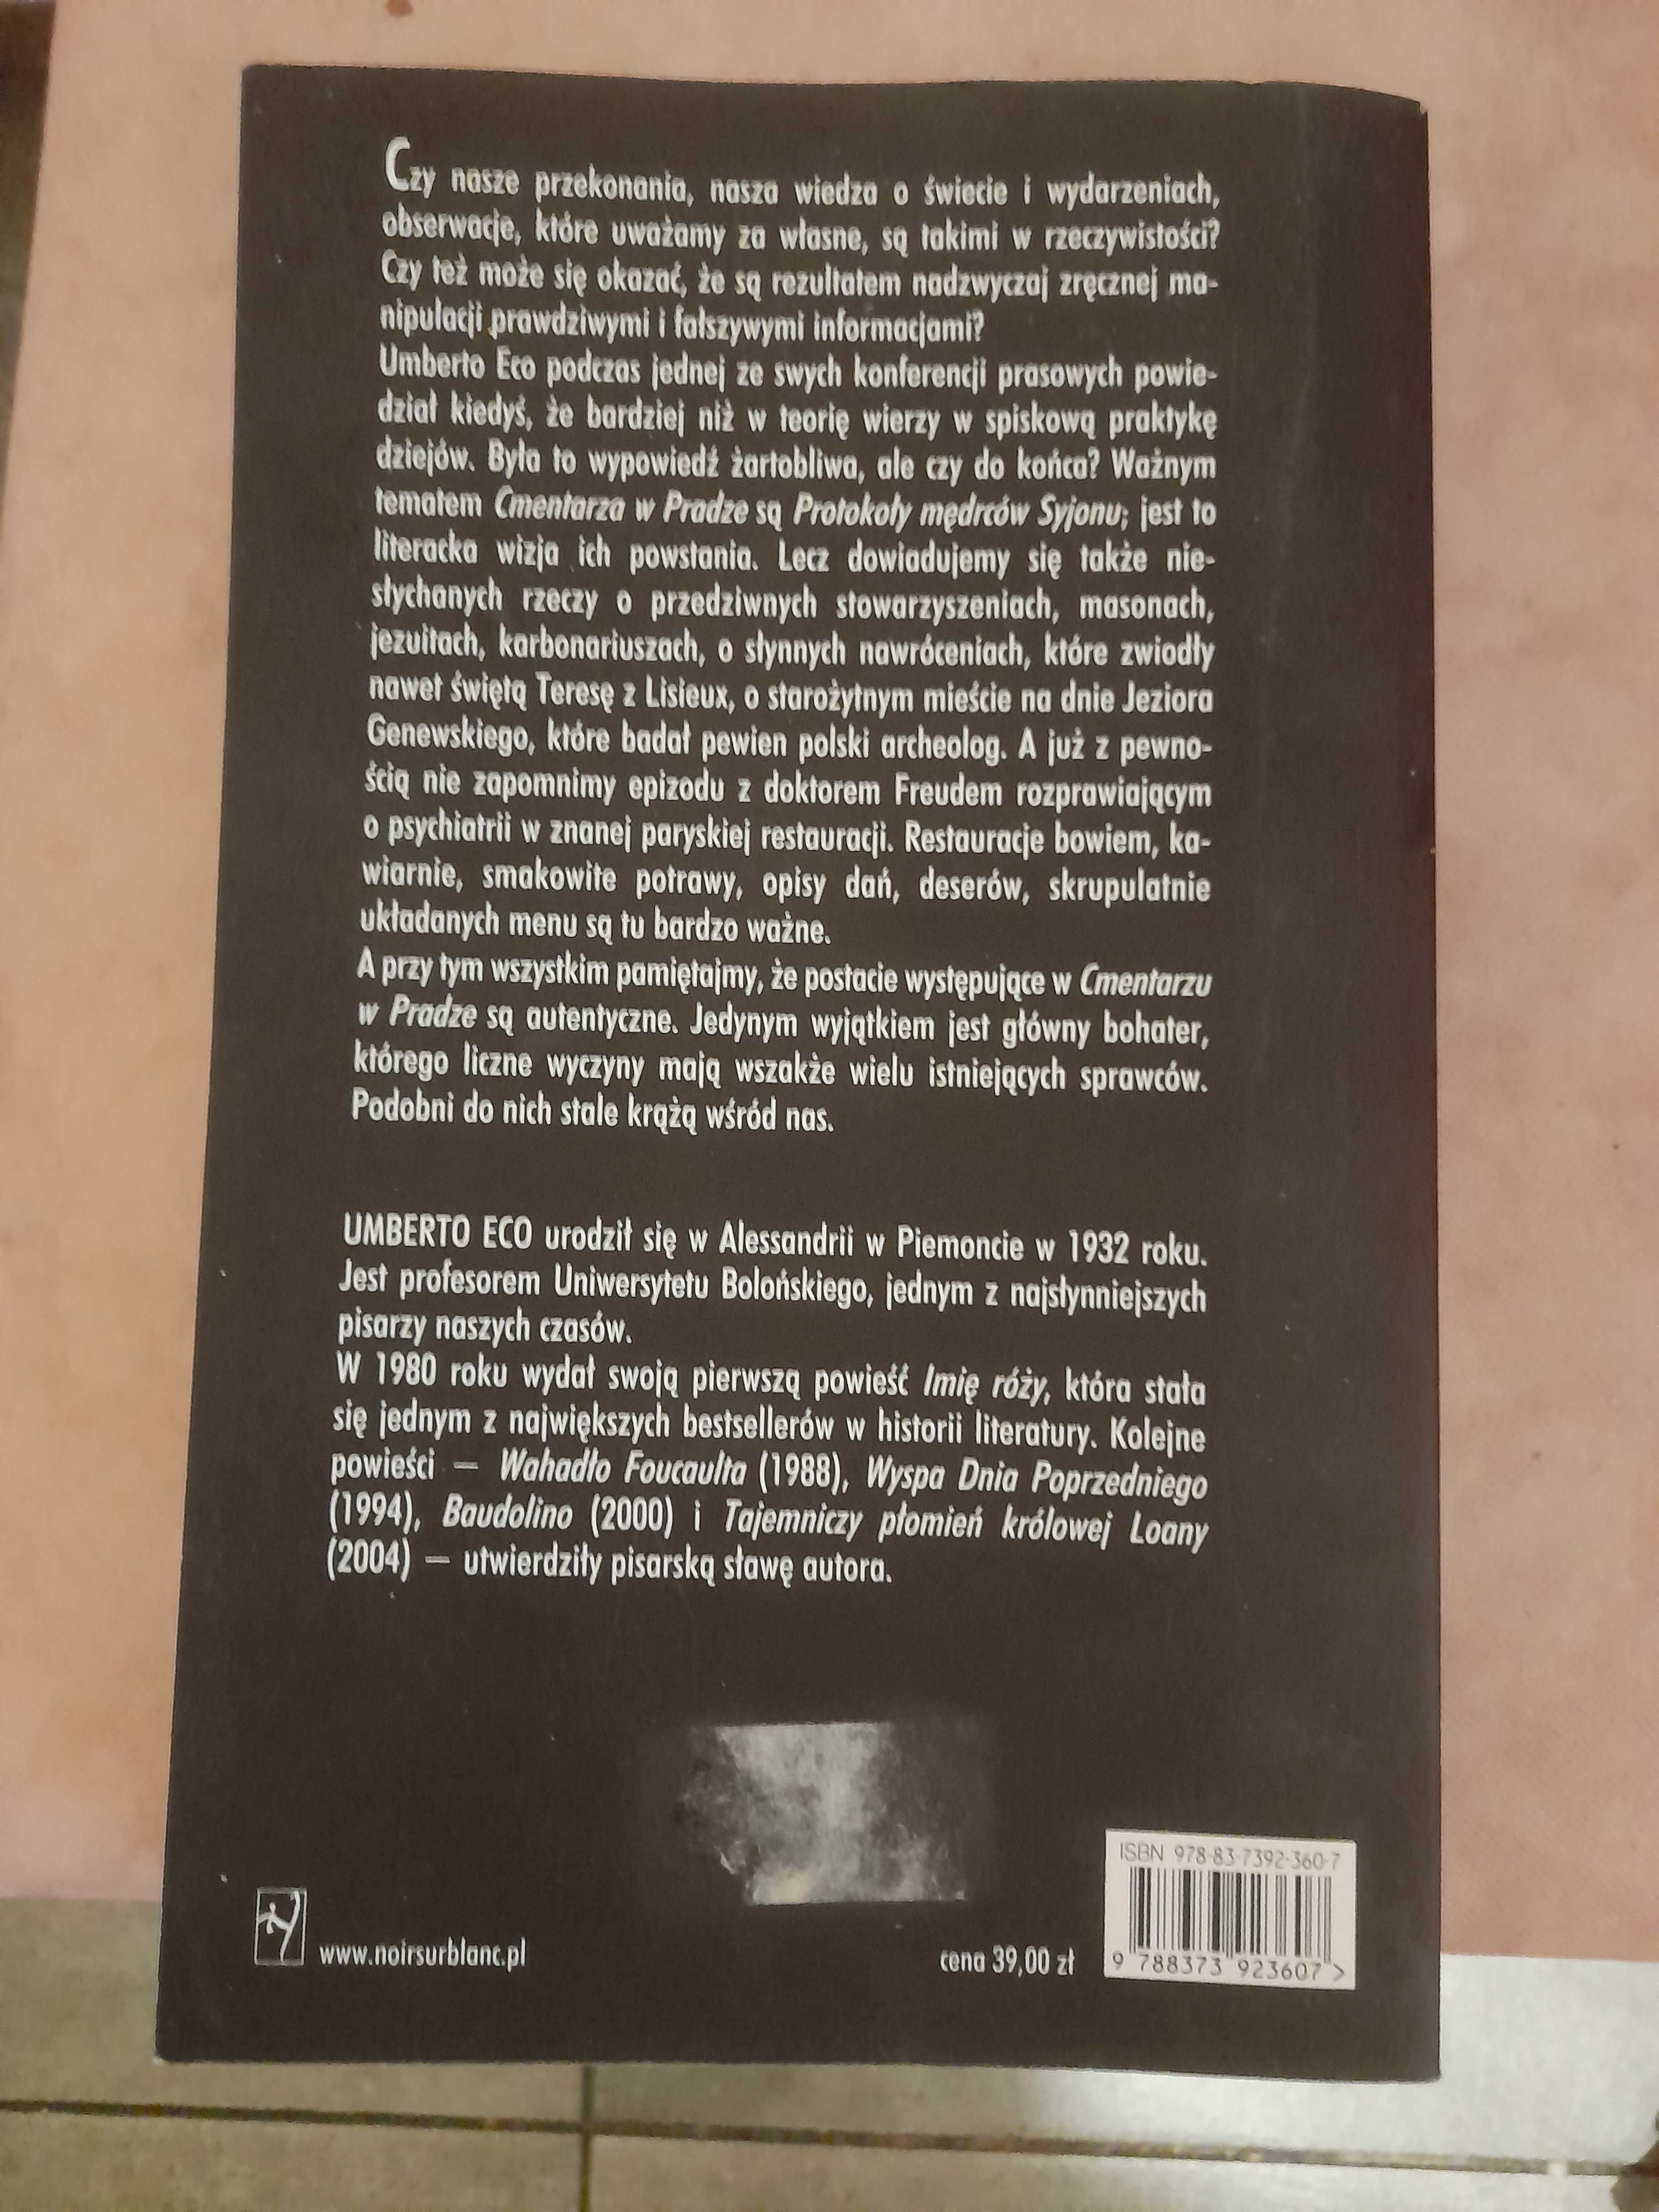 Czy nasze przekonania, nasza wiedza o świecie i wydarzeniach,
obserwacje, które uważamy za własne, są takimi w rzeczywistości?
Czy też może się okazać, że są rezultatem nadzwyczaj zręcznej ma-
nipulacji prawdziwymi i fałszywymi informacjami?
Umberto Eco podczas jednej ze swych konferencji prasowych powie-
dział kiedyś, że bardziej niż w teorię wierzy w spiskową praktykę
dziejów. Była to wypowiedź żartobliwa, ale czy do końca? Ważnym
tematem Cmentarza w Pradze są Protokoły mędrców Syjonu; jest to
literacka wizja ich powstania. Lecz dowiadujemy się także nie-
słychanych rzeczy o przedziwnych stowarzyszeniach, masonach,
jezuitach, karbonariuszach, o słynnych nawróceniach, które zwiodły
nawet świętą Teresę z Lisieux, o starożytnym mieście na dnie Jeziora
Genewskiego, które badał pewien polski archeolog. A już z pewno-
ścią nie zapomnimy epizodu z doktorem Freudem rozprawiającym
o psychiatrii w znanej paryskiej restauracji. Restauracje bowiem, ka-
wiarnie, smakowite potrawy, opisy dań, deserów, skrupulatnie
układanych menu są tu bardzo ważne.
A przy tym wszystkim pamiętajmy, że postacie występujące w Cmentarzu
w Pradze są autentyczne. Jedynym wyjątkiem jest główny bohater,
którego liczne wyczyny mają wszakże wielu istniejących sprawców.
Podobni do nich stale krążą wśród nas.
UMBERTO ECO urodził się w Alessandrii w Piemoncie w 1932 roku.
Jest profesorem Uniwersytetu Bolońskiego, jednym z najsłynniejszych
pisarzy naszych czasów.
W 1980 roku wydał swoją pierwszą powieść Imię róży, która stała
się jednym z największych bestsellerów w historii literatury. Kolejne
powieści — Wahadło Foucaulta (1988), Wyspa Dnia Poprzedniego
(1994), Baudolino (2000) i Tajemniczy płomień królowej Loany
(2004) — utwierdziły pisarską sławę autora.
ISBN 978-83-7392-360-7
www.noirsurblanc.pl
cena 39,00 zł
9 788373 923607 >